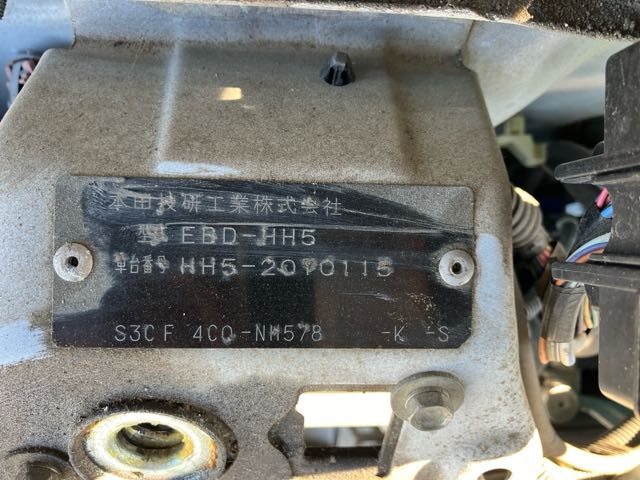 本田技研工業株式会社
型式 EBD-HH5
車台番号 HH5-2010115
S3CF 4CO-NH578 -K -S